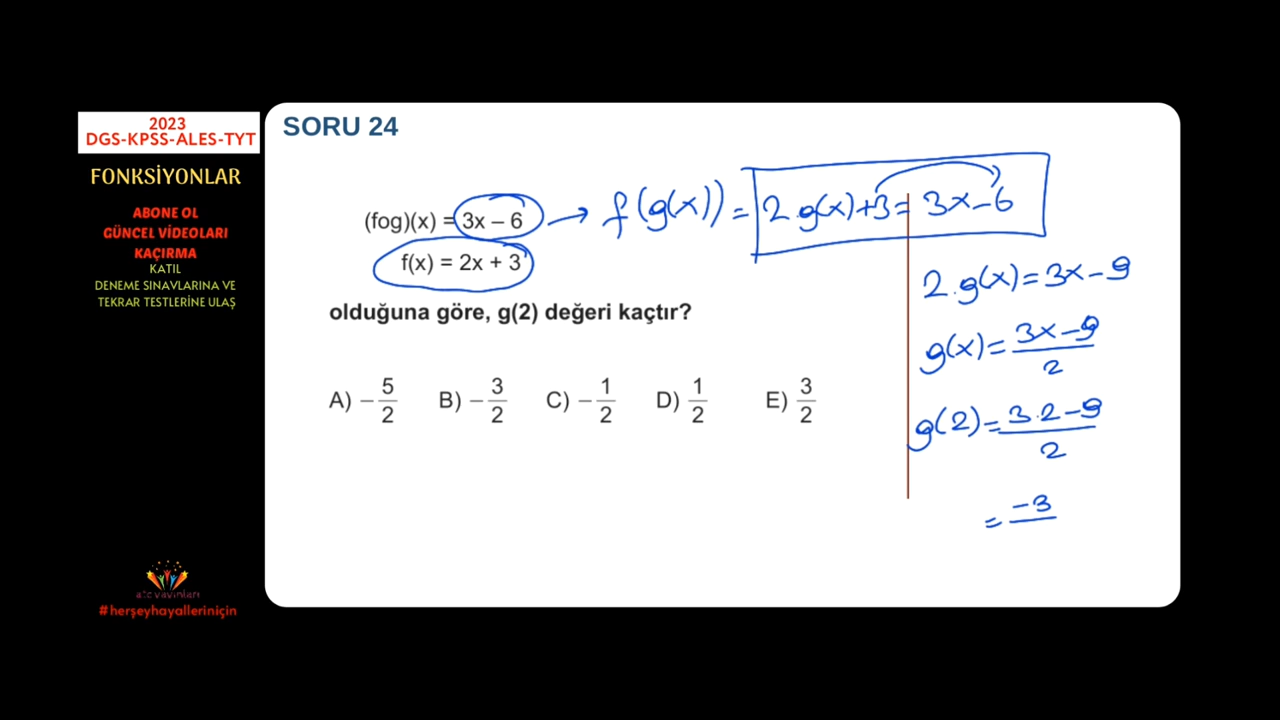 2023
DGS-KPSS-ALES-TYT
FONKSİYONLAR
ABONE OL
GÜNCEL VİDEOLARI
KAÇIRMA
KATIL
DENEME SINAVLARINA VE
TEKRAR TESTLERİNE ULAŞ
a☆c yayınları
#herşeyhayalleriniçin
SORU 24
(fog)(x) = 3x – 6 → f(g(x)) = 2.g(x)+3 = 3x–6
f(x) = 2x + 3
olduğuna göre, g(2) değeri kaçtır?
A) –5/2 B) –3/2 C) –1/2 D) 1/2 E) 3/2
2.g(x)=3x–9
g(x)=3x–9/2
g(2)=3.2–9/2
= –3